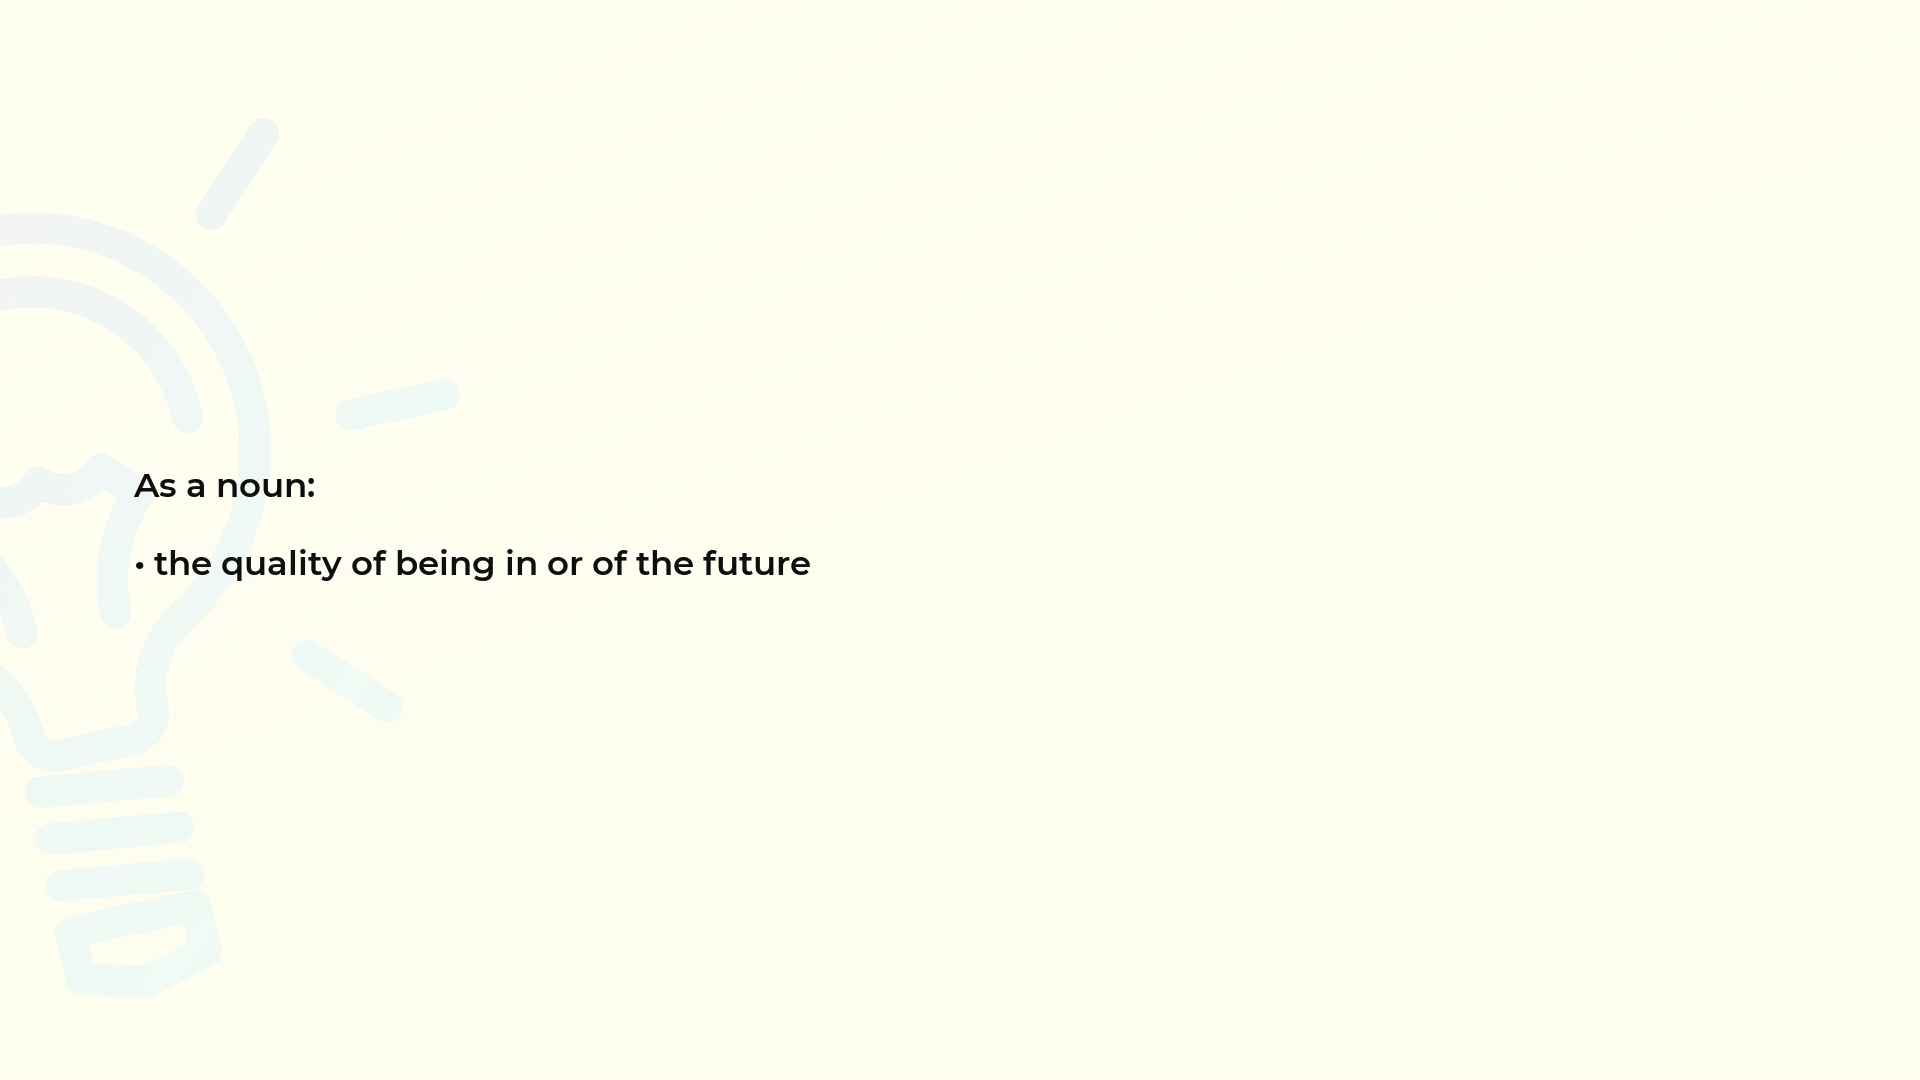 As a noun:
• the quality of being in or of the future